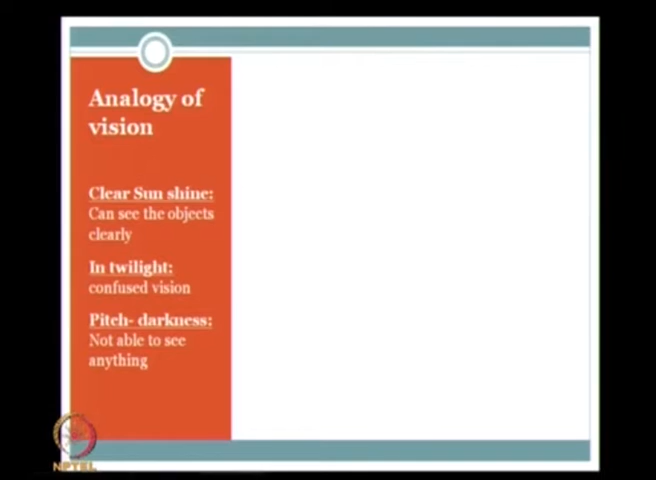 Analogy of
vision
Clear Sun shine:
Can see the objects
clearly
In twilight:
confused vision
Pitch- darkness:
Not able to see
anything
NPTEL